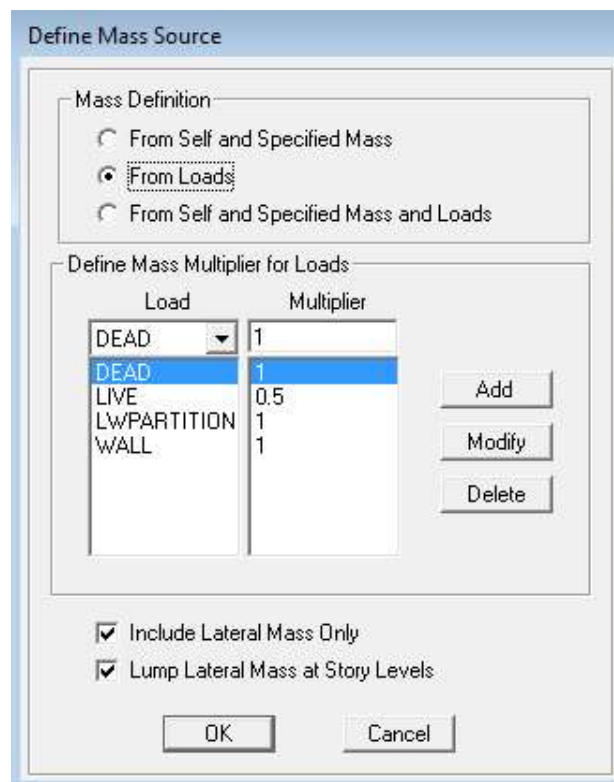 Define Mass Source
Mass Definition
From Self and Specified Mass
From Loads
From Self and Specified Mass and Loads
Define Mass Multiplier for Loads
Load Multiplier
DEAD 1
DEAD 1
LIVE 0.5
LWPARTITION 1
WALL 1
Add
Modify
Delete
Include Lateral Mass Only
Lump Lateral Mass at Story Levels
OK Cancel